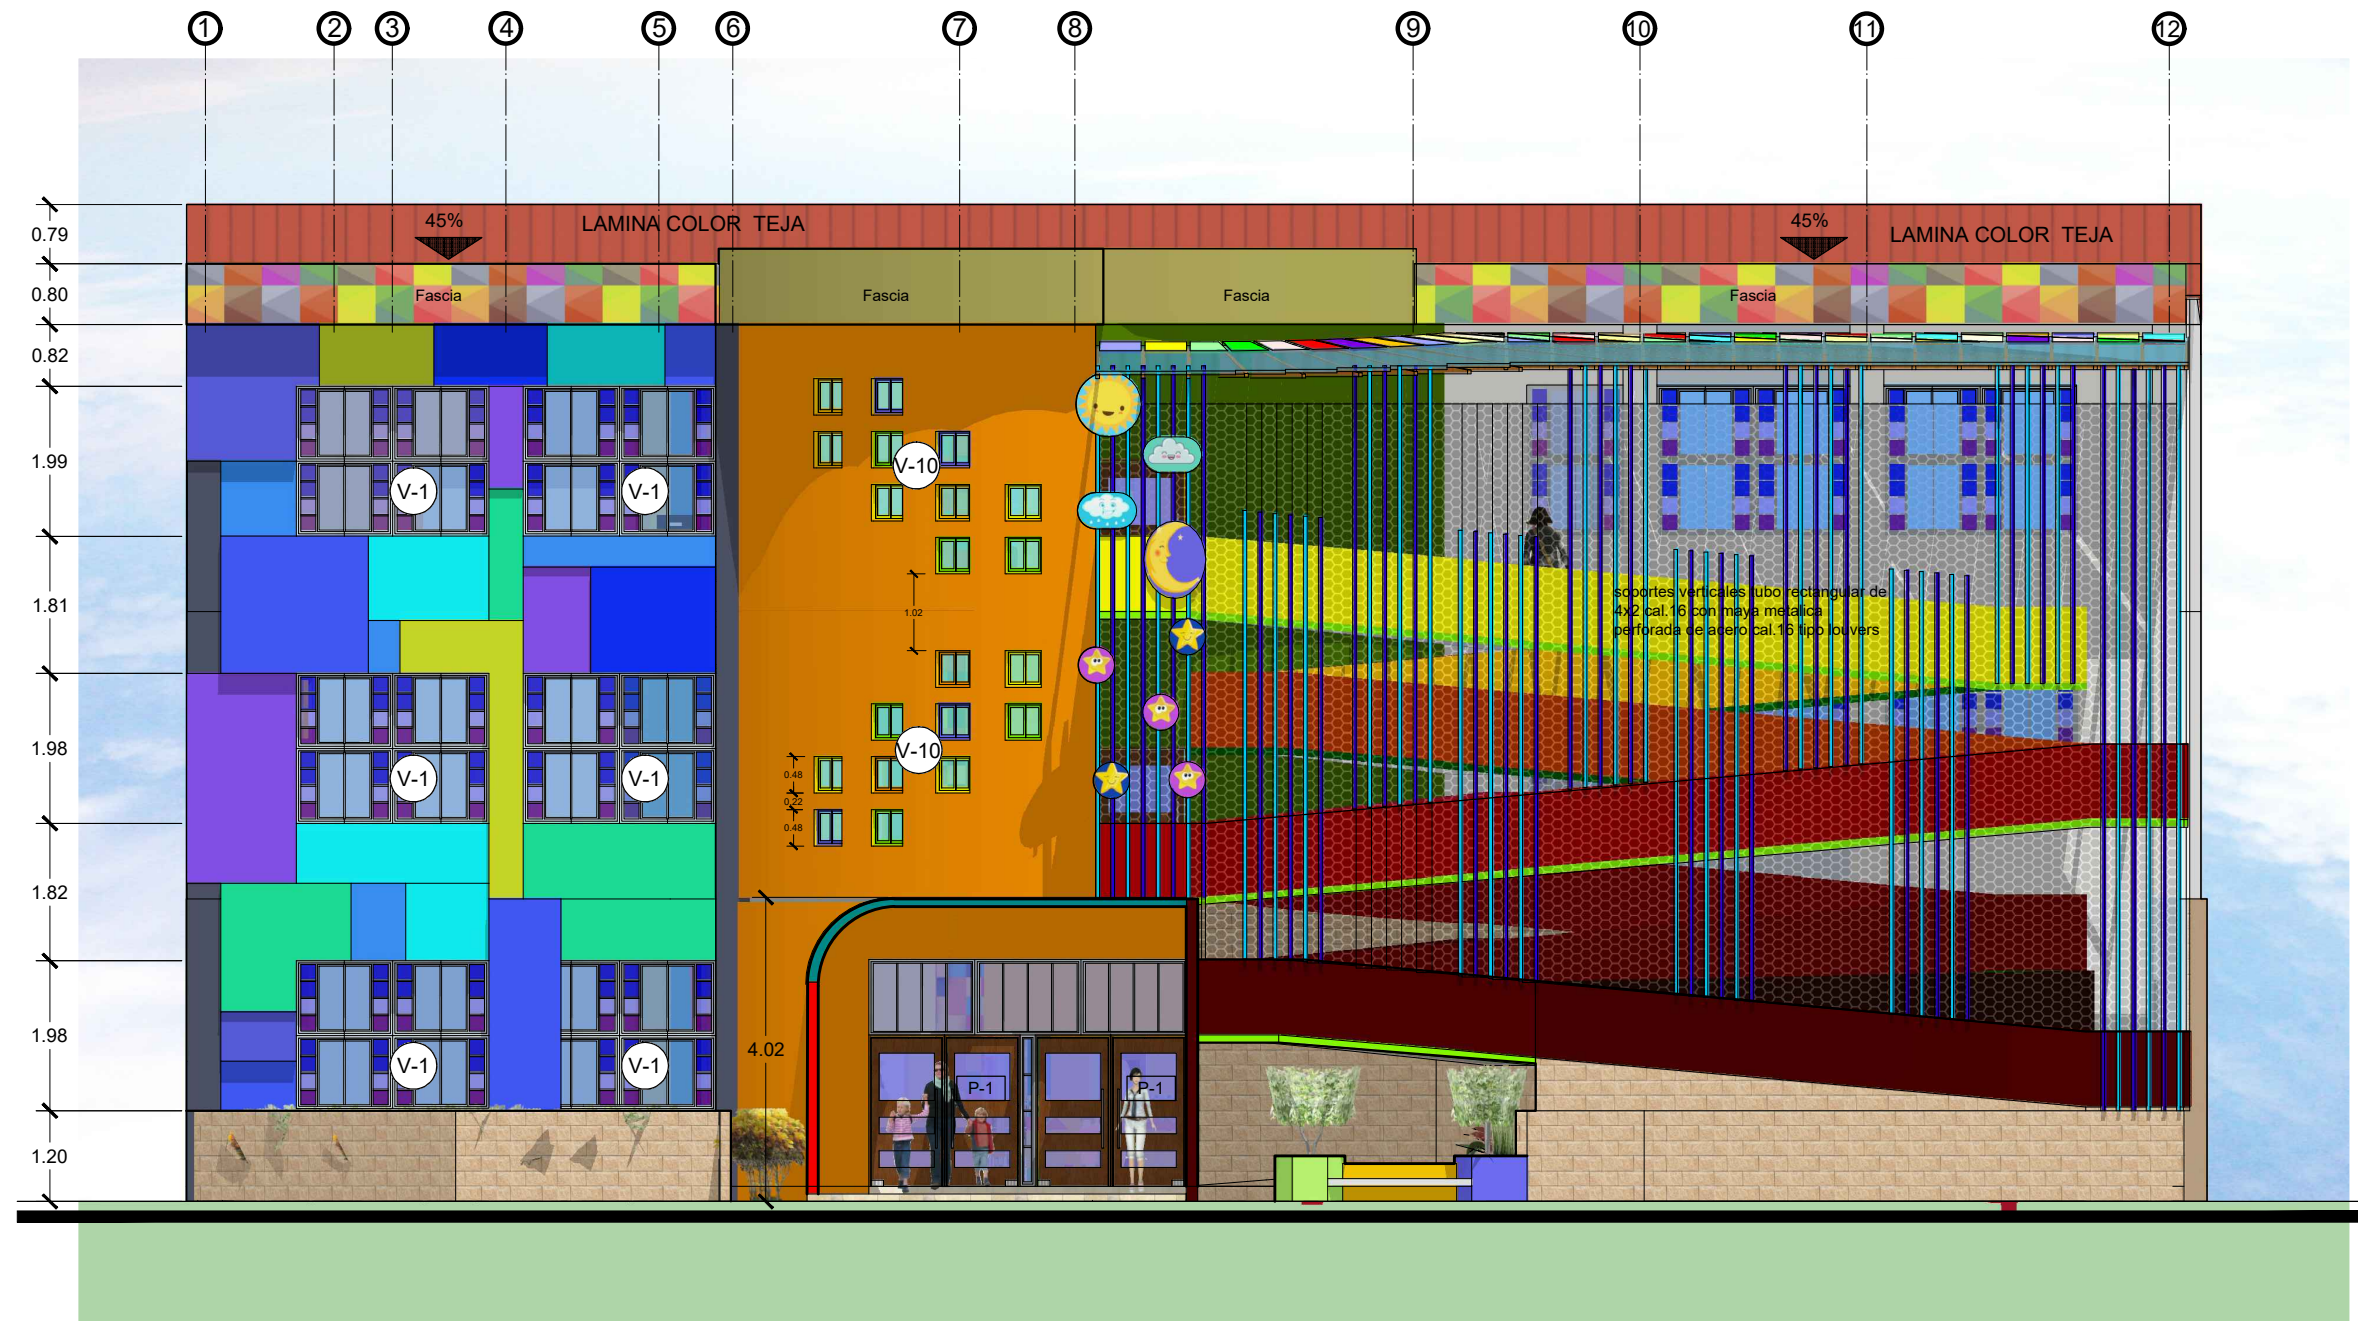 1 2 3 4 5 6 7 8 9 10 11 12
45%
LAMINA COLOR TEJA
45%
LAMINA COLOR TEJA
Fascia
Fascia
Fascia
Fascia
0.79
0.80
0.82
1.99
1.81
1.98
1.82
1.98
1.20
V-1
V-1
V-10
V-1
V-1
V-10
V-1
V-1
1.02
0.48
0.22
0.48
4.02
P-1
P-1
soportes verticales tubo rectangular de
4x2 cal.16 con maya metalica
perforada de acero cal.16 tipo louvers